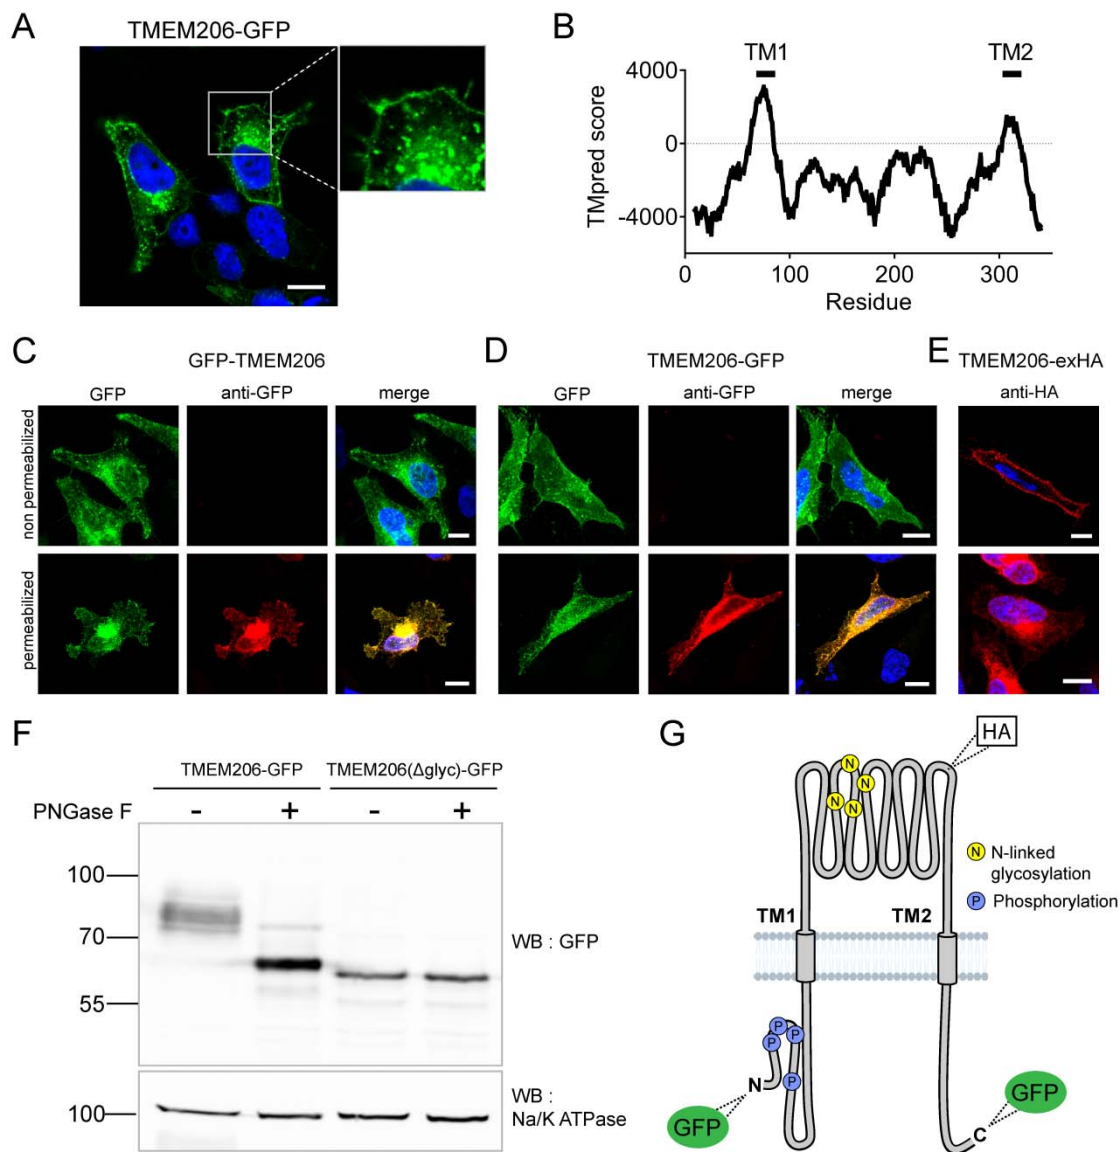 A
TMEM206-GFP
B
TM1
TM2
4000
0
-4000
TMpred score
0
100
200
300
Residue
C
GFP-TMEM206
GFP
anti-GFP
merge
D
TMEM206-GFP
GFP
anti-GFP
merge
E
TMEM206-exHA
anti-HA
non permeabilized
permeabilized
F
TMEM206-GFP
TMEM206(Δglyc)-GFP
PNGase F
- + - +
100
70
55
WB : GFP
100
WB :
Na/K ATPase
G
HA
N
N
N
N
N N-linked
glycosylation
P Phosphorylation
TM1
TM2
P
P
P
P
N
C
GFP
GFP